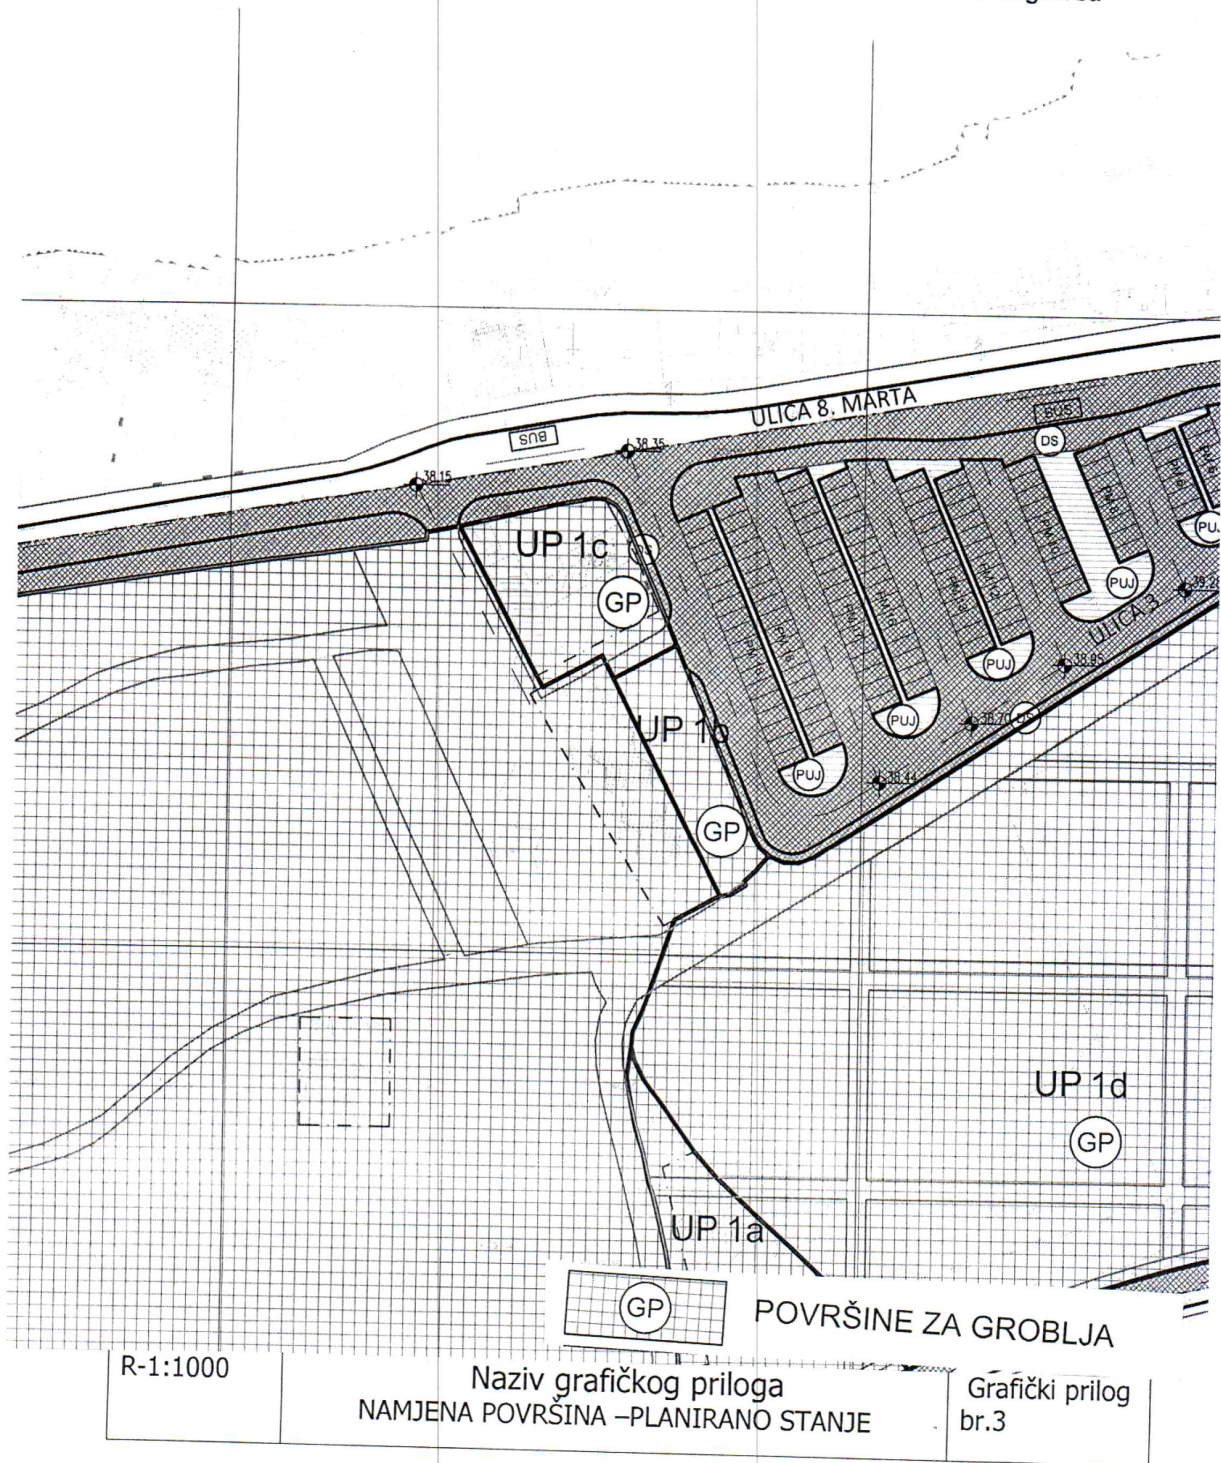 BUS
ULICA 8. MARTA
BUS
38.35
DS
38.15
UP 1c
GP
PUJ
PUJ
ULICA 3
38.95
PUJ
UP 1b
PUJ
38.70
DS
PUJ
38.44
GP
UP 1d
GP
UP 1a
GP
POVRŠINE ZA GROBLJA
R-1:1000
Naziv grafičkog priloga
NAMJENA POVRŠINA –PLANIRANO STANJE
Grafički prilog
br.3